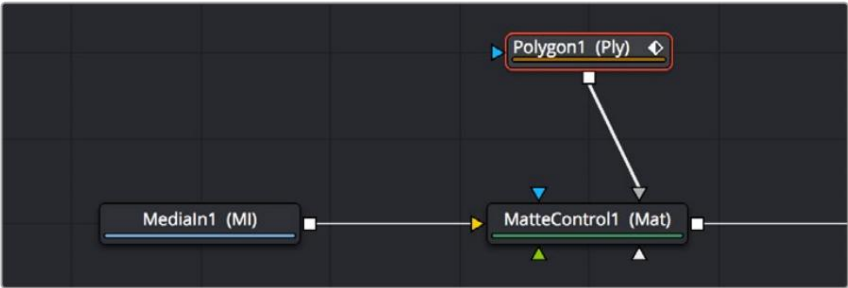 Polygon1 (Ply)
MediaIn1 (MI)
MatteControl1 (Mat)